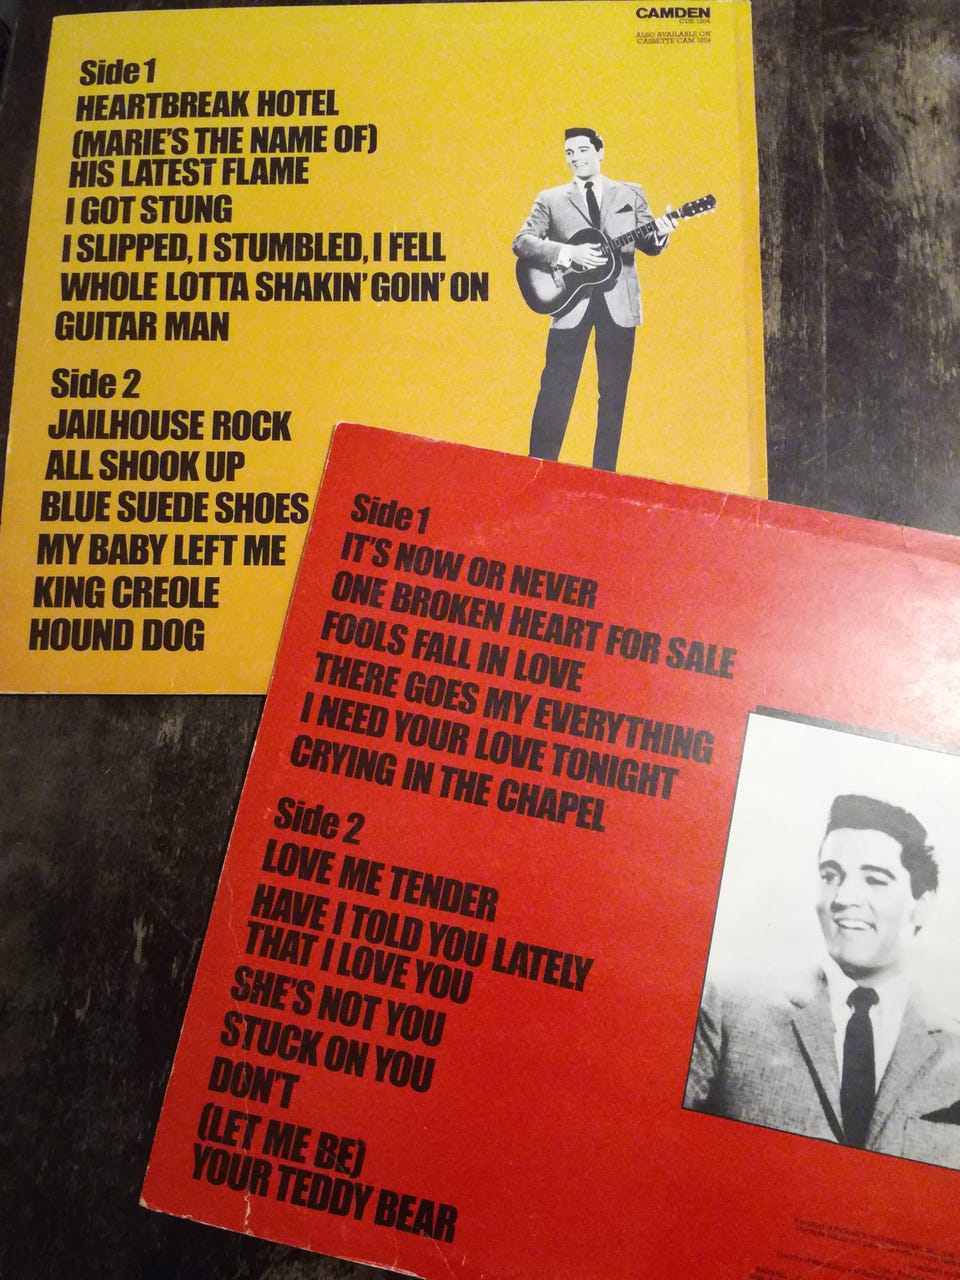 CAMDEN
CDS 1204
ALSO AVAILABLE ON
CASSETTE CAM 1204
Side 1
HEARTBREAK HOTEL
(MARIE'S THE NAME OF)
HIS LATEST FLAME
I GOT STUNG
I SLIPPED, I STUMBLED, I FELL
WHOLE LOTTA SHAKIN' GOIN' ON
GUITAR MAN
Side 2
JAILHOUSE ROCK
ALL SHOOK UP
BLUE SUEDE SHOES
MY BABY LEFT ME
KING CREOLE
HOUND DOG
Side 1
IT'S NOW OR NEVER
ONE BROKEN HEART FOR SALE
FOOLS FALL IN LOVE
THERE GOES MY EVERYTHING
I NEED YOUR LOVE TONIGHT
CRYING IN THE CHAPEL
Side 2
LOVE ME TENDER
HAVE I TOLD YOU LATELY
THAT I LOVE YOU
SHE'S NOT YOU
STUCK ON YOU
DON'T
(LET ME BE)
YOUR TEDDY BEAR